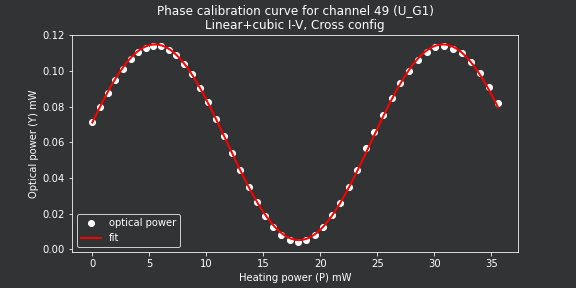 Phase calibration curve for channel 49 (U_G1)
Linear+cubic I-V, Cross config
Optical power (Y) mW
0.12
0.10
0.08
0.06
0.04
0.02
0.00
optical power
fit
0
5
10
15
20
25
30
35
Heating power (P) mW